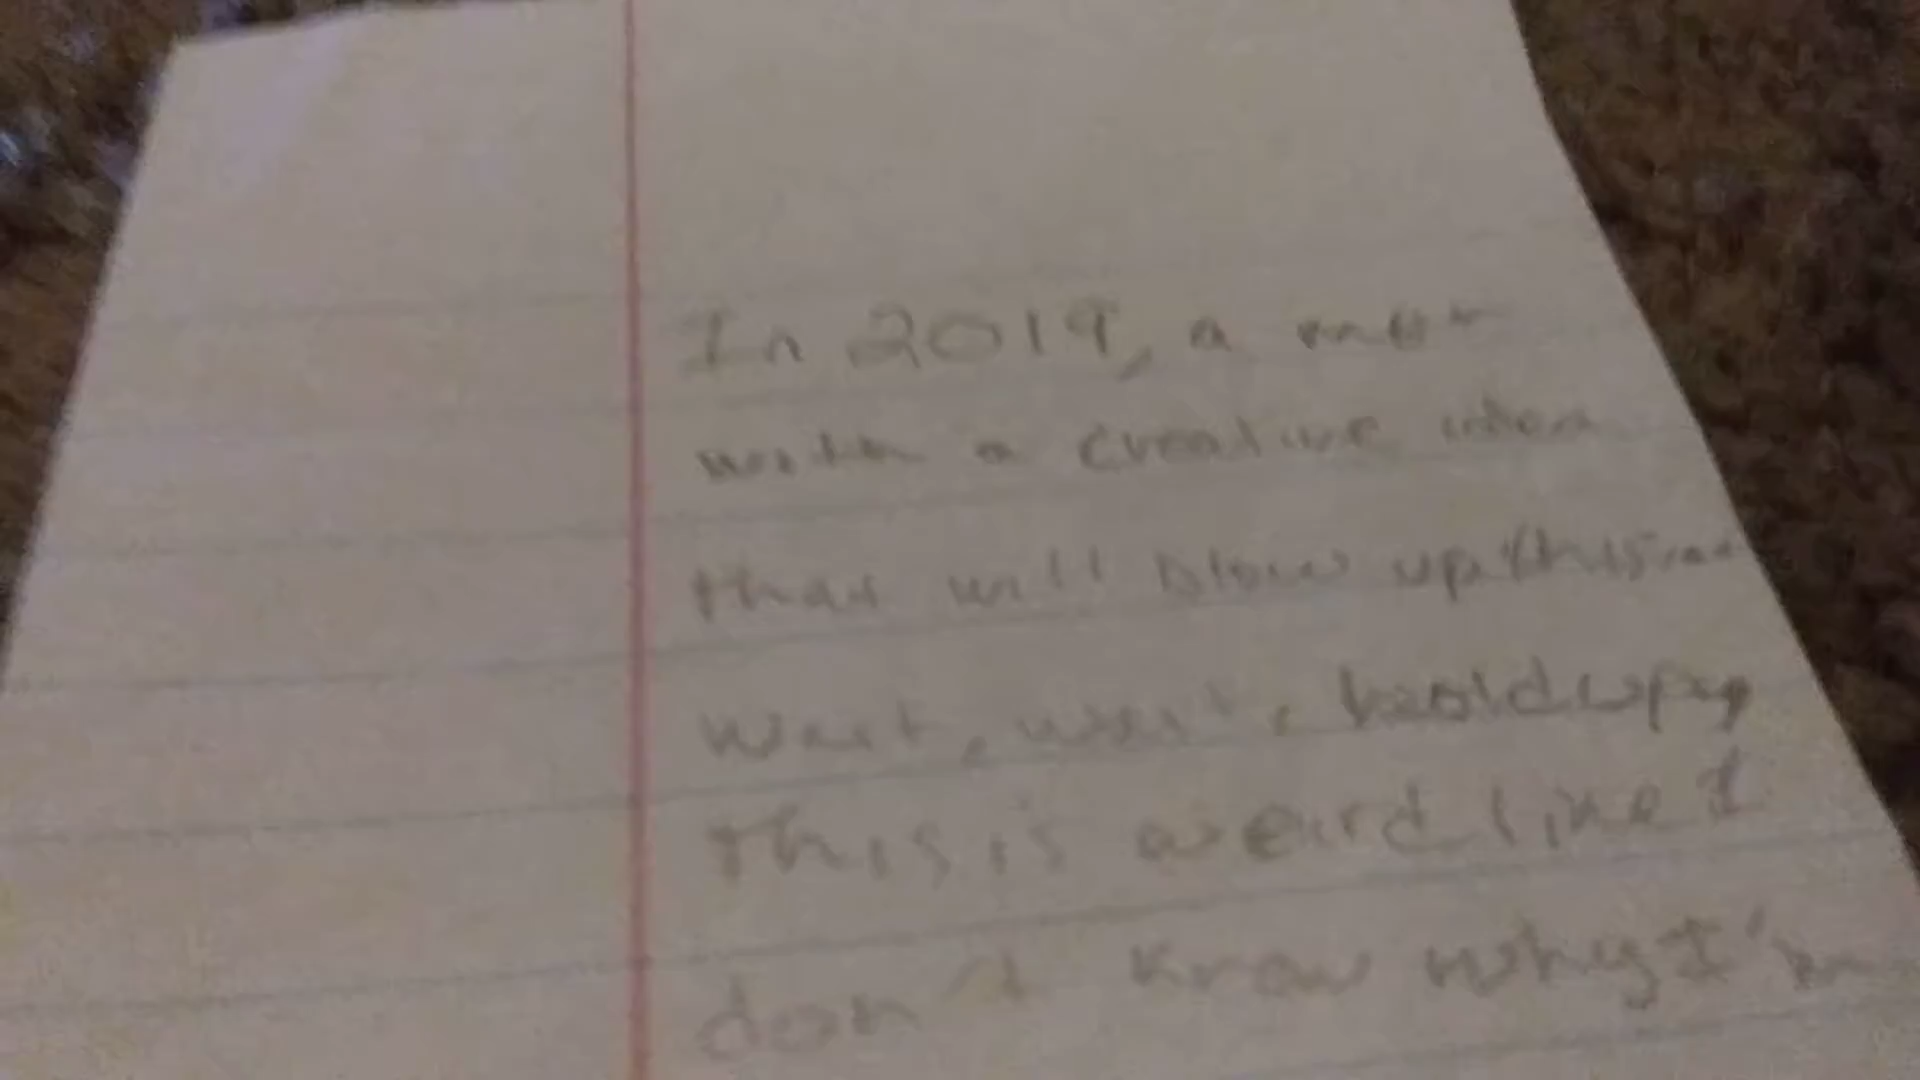 In 2019, a man
with a creative idea
that will blow up this
wait, wait, hold up
this is weird like I
don't know why I'm